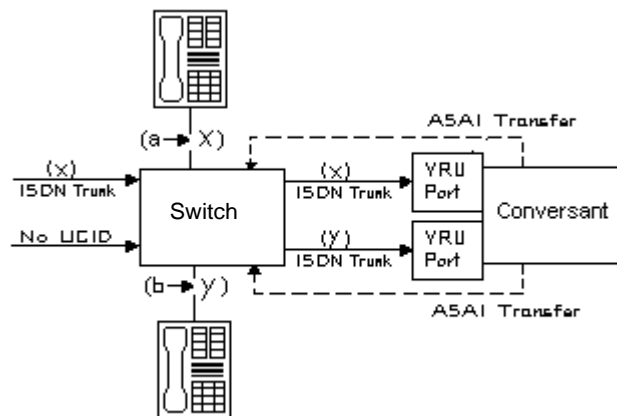 (a→ X)
ASAI Transfer
(x)
ISDN Trunk
(x)
ISDN Trunk
VRU
Port
Switch
Conversant
No UCID
(y)
ISDN Trunk
VRU
Port
(b→ y)
ASAI Transfer